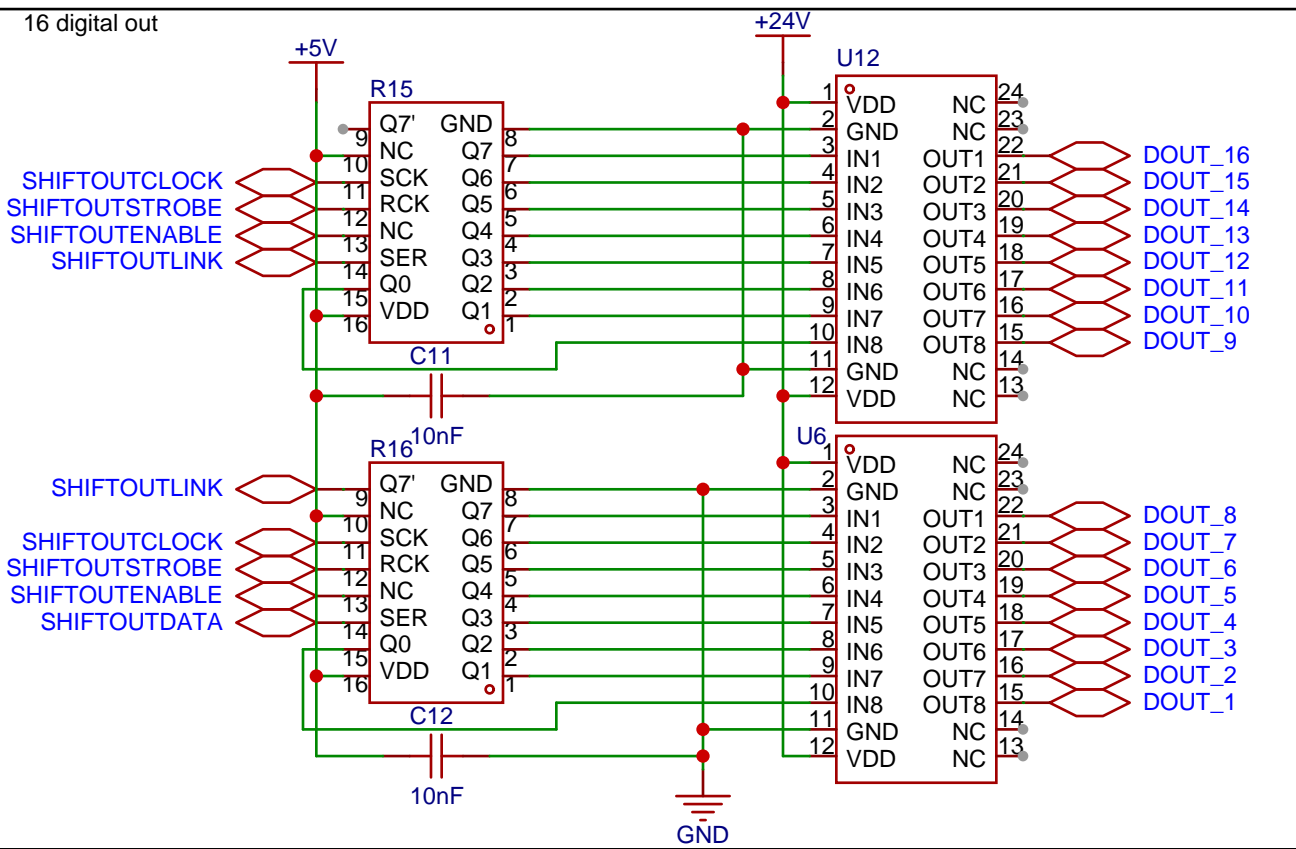 16 digital out
+5V
+24V
R15
U12
Q7' GND
NC Q7
SCK Q6
RCK Q5
NC Q4
SER Q3
Q0 Q2
VDD Q1
9
10
11
12
13
14
15
16
8
7
6
5
4
3
2
1
SHIFTOUTCLOCK
SHIFTOUTSTROBE
SHIFTOUTENABLE
SHIFTOUTLINK
C11
10nF
1 VDD NC 24
2 GND NC 23
3 IN1 OUT1 22 DOUT_16
4 IN2 OUT2 21 DOUT_15
5 IN3 OUT3 20 DOUT_14
6 IN4 OUT4 19 DOUT_13
7 IN5 OUT5 18 DOUT_12
8 IN6 OUT6 17 DOUT_11
9 IN7 OUT7 16 DOUT_10
10 IN8 OUT8 15 DOUT_9
11 GND NC 14
12 VDD NC 13
R16
U6
Q7' GND
NC Q7
SCK Q6
RCK Q5
NC Q4
SER Q3
Q0 Q2
VDD Q1
9
10
11
12
13
14
15
16
8
7
6
5
4
3
2
1
SHIFTOUTLINK
SHIFTOUTCLOCK
SHIFTOUTSTROBE
SHIFTOUTENABLE
SHIFTOUTDATA
C12
10nF
1 VDD NC 24
2 GND NC 23
3 IN1 OUT1 22 DOUT_8
4 IN2 OUT2 21 DOUT_7
5 IN3 OUT3 20 DOUT_6
6 IN4 OUT4 19 DOUT_5
7 IN5 OUT5 18 DOUT_4
8 IN6 OUT6 17 DOUT_3
9 IN7 OUT7 16 DOUT_2
10 IN8 OUT8 15 DOUT_1
11 GND NC 14
12 VDD NC 13
GND